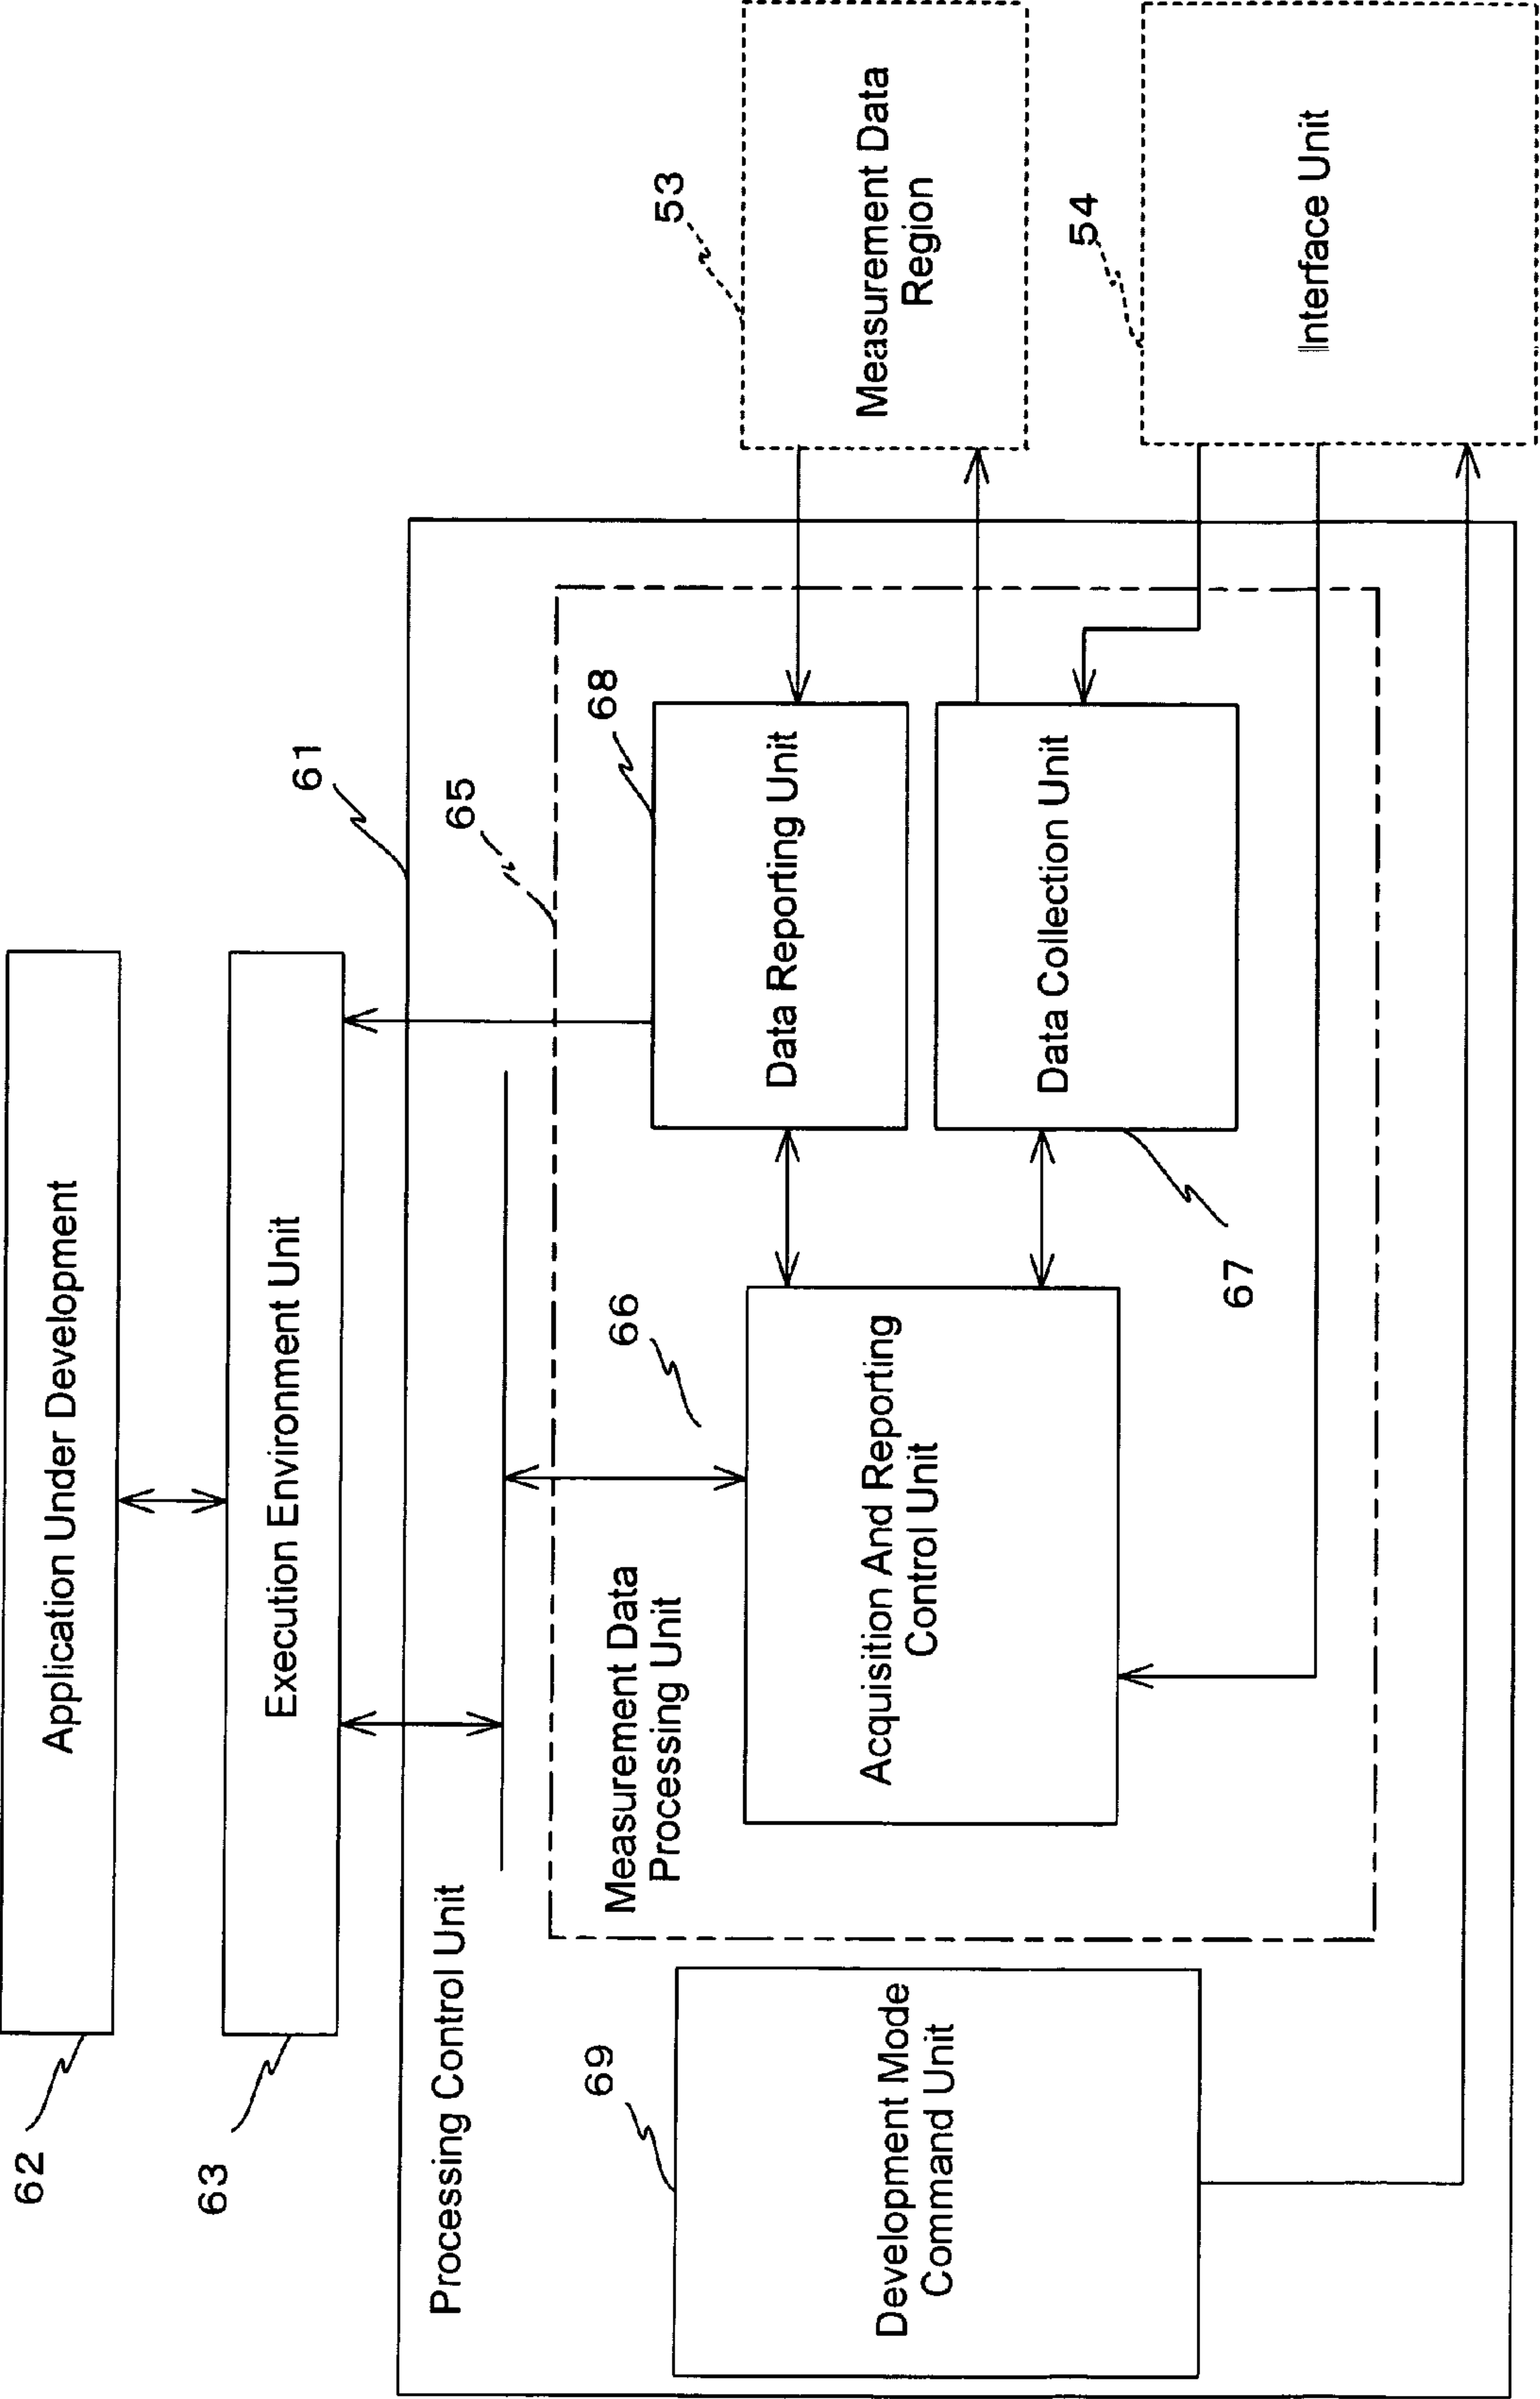 62
Application Under Development
63
Execution Environment Unit
61
Processing Control Unit
65
Measurement Data
Processing Unit
66
68
53
69
Development Mode
Command Unit
Acquisition And Reporting
Control Unit
Data Reporting Unit
Measurement Data
Region
67
Data Collection Unit
54
Interface Unit